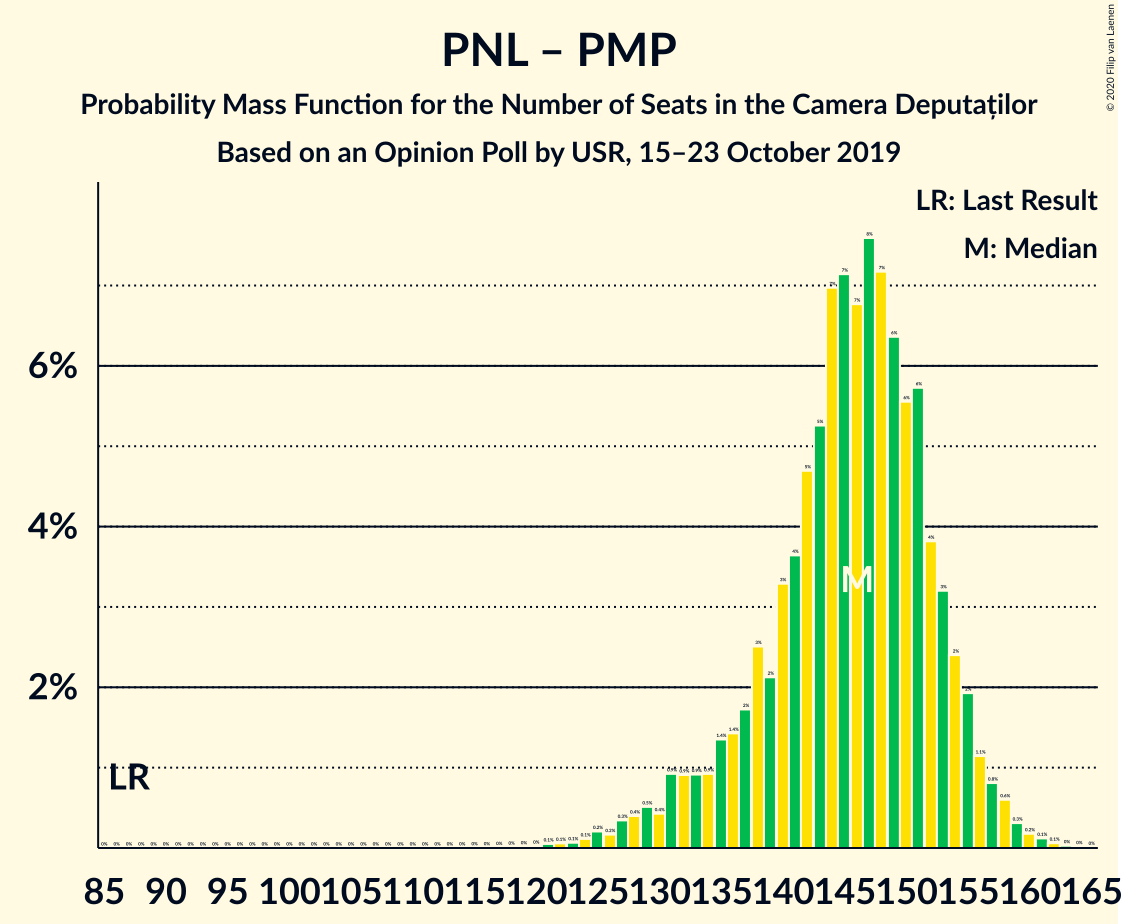 PNL – PMP
Probability Mass Function for the Number of Seats in the Camera Deputaților
Based on an Opinion Poll by USR, 15–23 October 2019
© 2020 Filip van Laenen
LR: Last Result
M: Median
6%
4%
2%
LR
M
85 90 95 100 105 110 115 120 125 130 135 140 145 150 155 160 165